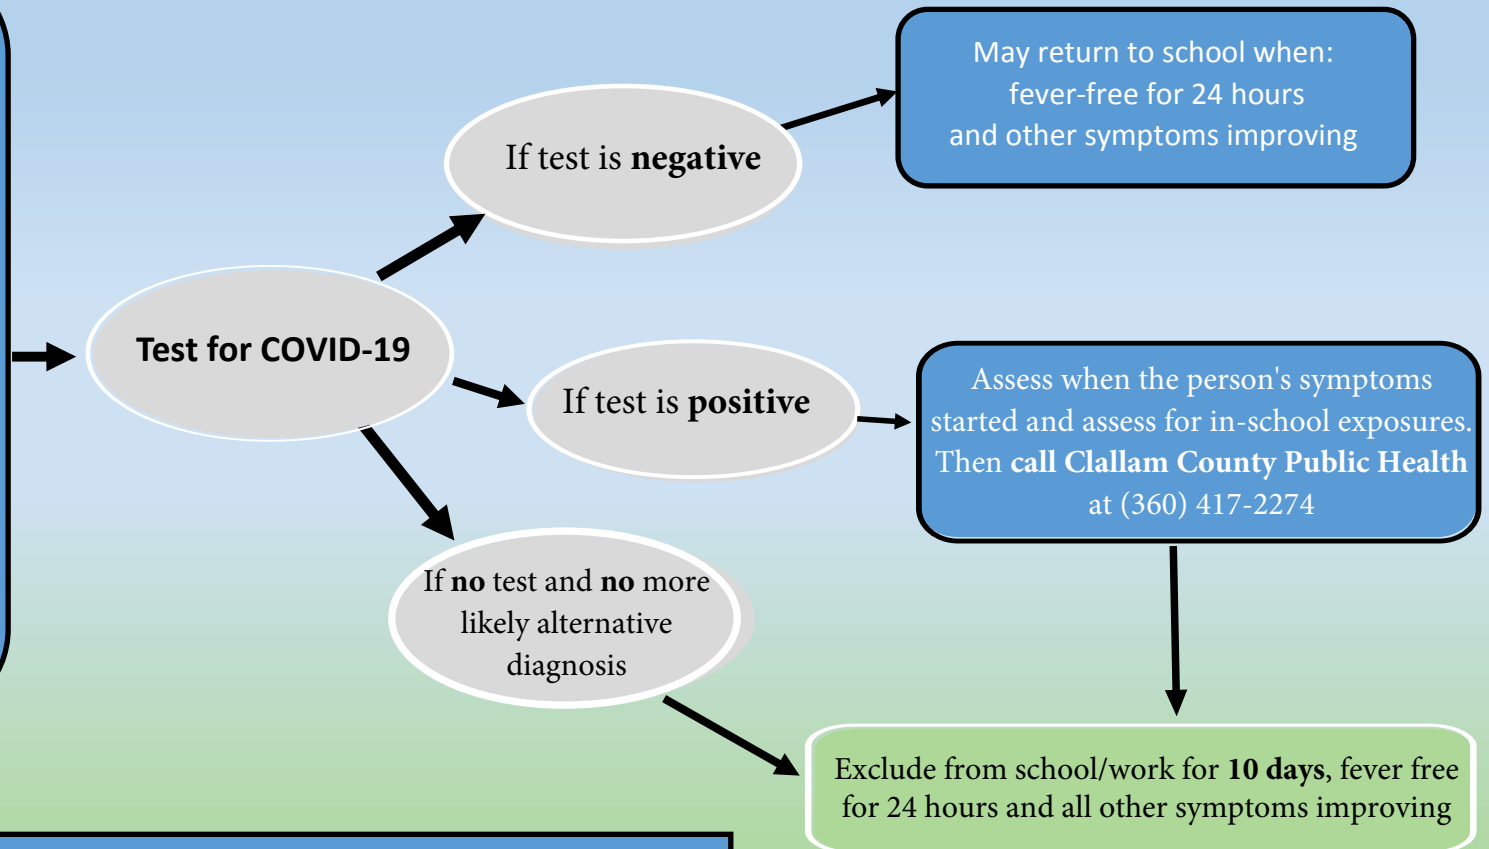 May return to school when:
fever-free for 24 hours
and other symptoms improving
If test is negative
Test for COVID-19
If test is positive
Assess when the person's symptoms
started and assess for in-school exposures.
Then call Clallam County Public Health
at (360) 417-2274
If no test and no more
likely alternative
diagnosis
Exclude from school/work for 10 days, fever free
for 24 hours and all other symptoms improving